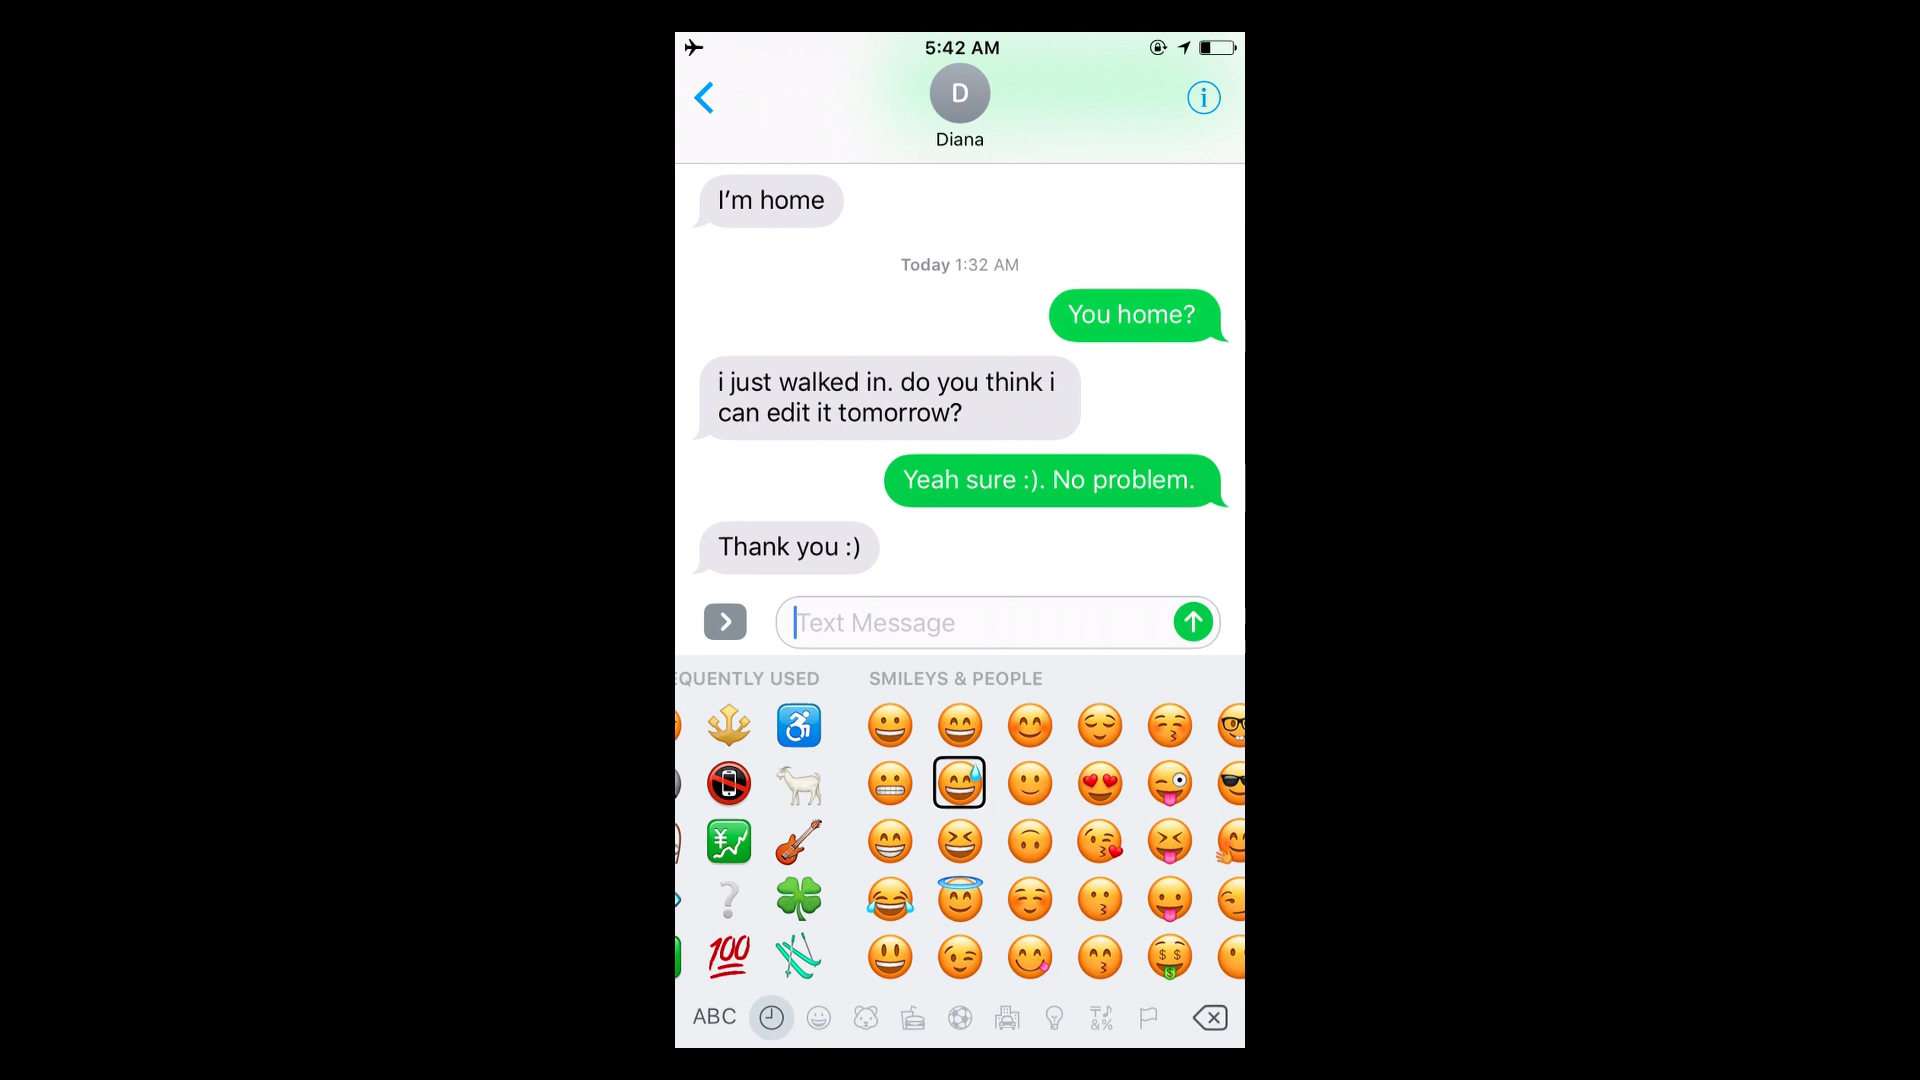 5:42 AM
D
Diana
I’m home
Today 1:32 AM
You home?
i just walked in. do you think i
can edit it tomorrow?
Yeah sure :). No problem.
Thank you :)
Text Message
EQUENTLY USED
SMILEYS & PEOPLE
100
ABC